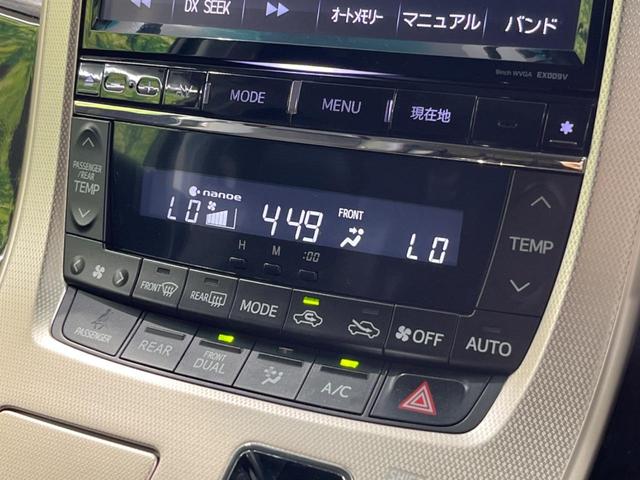 DX SEEK
オートメモリー
マニュアル
バンド
8inch WVGA EX009V
MODE
MENU
現在地
PASSENGER
/REAR
TEMP
nanoe
LO 4:49 FRONT LO
TEMP
H M :00
FRONT
REAR
MODE
OFF
AUTO
PASSENGER
REAR
FRONT
DUAL
A/C